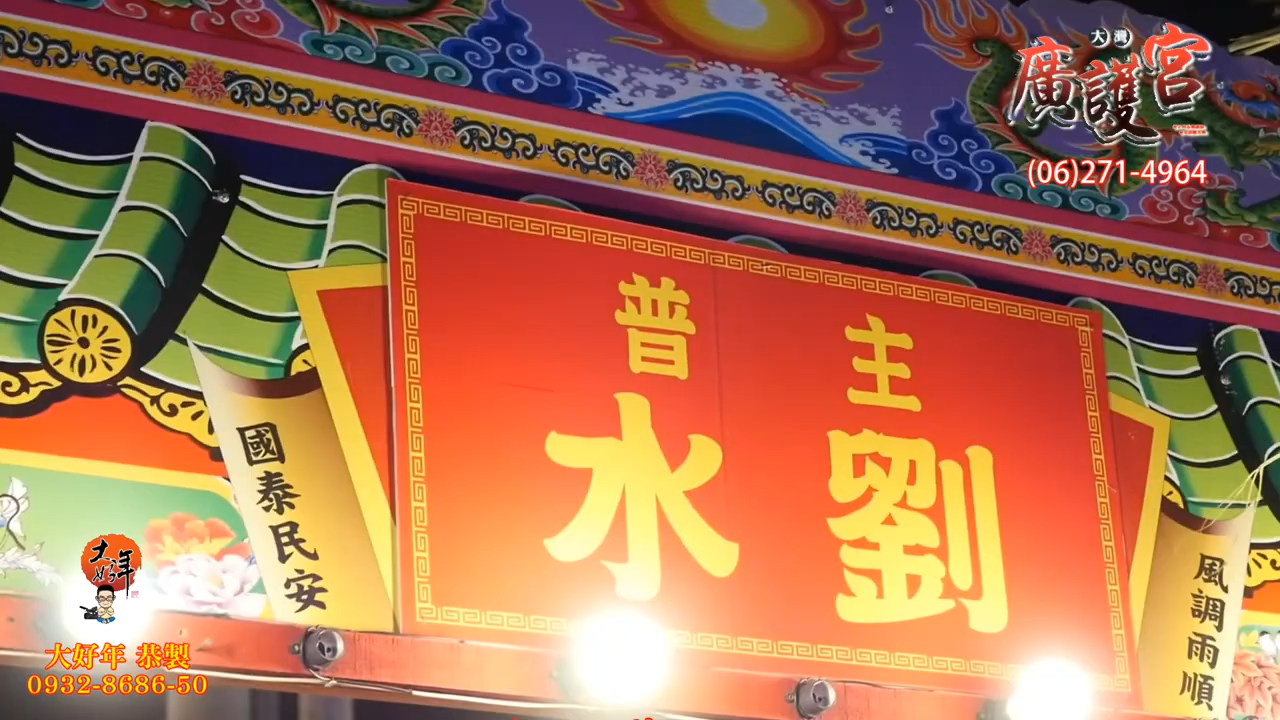 大灣
廣護宮
(06)271-4964
主劉
普水
風調雨順
國泰民安
大好年
大好年 恭製
0932-8686-50